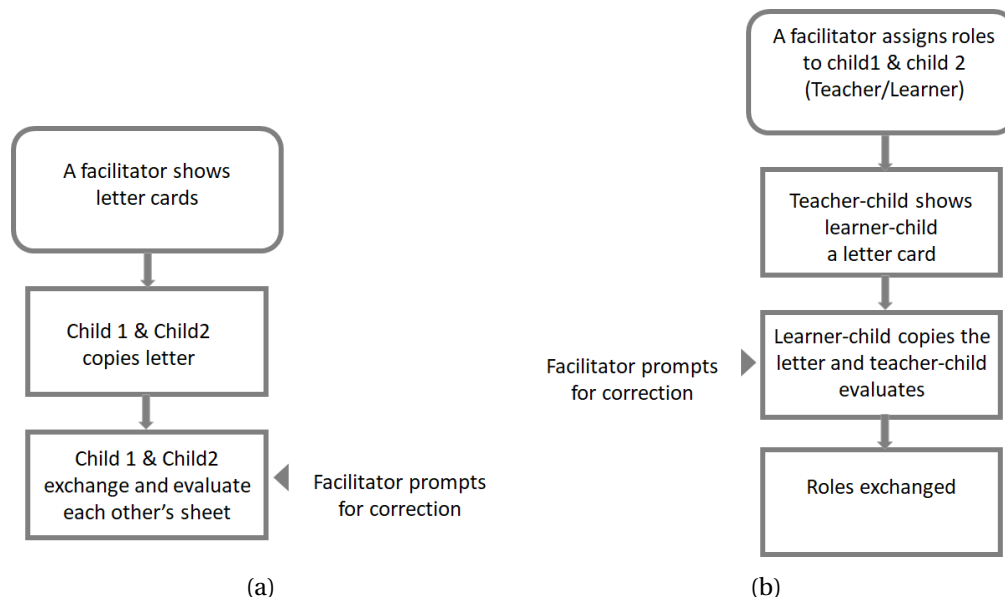 A facilitator shows
letter cards
Child 1 & Child2
copies letter
Child 1 & Child2
exchange and evaluate
each other’s sheet
Facilitator prompts
for correction
(a)
A facilitator assigns roles
to child1 & child 2
(Teacher/Learner)
Teacher-child shows
learner-child
a letter card
Learner-child copies the
letter and teacher-child
evaluates
Facilitator prompts
for correction
Roles exchanged
(b)